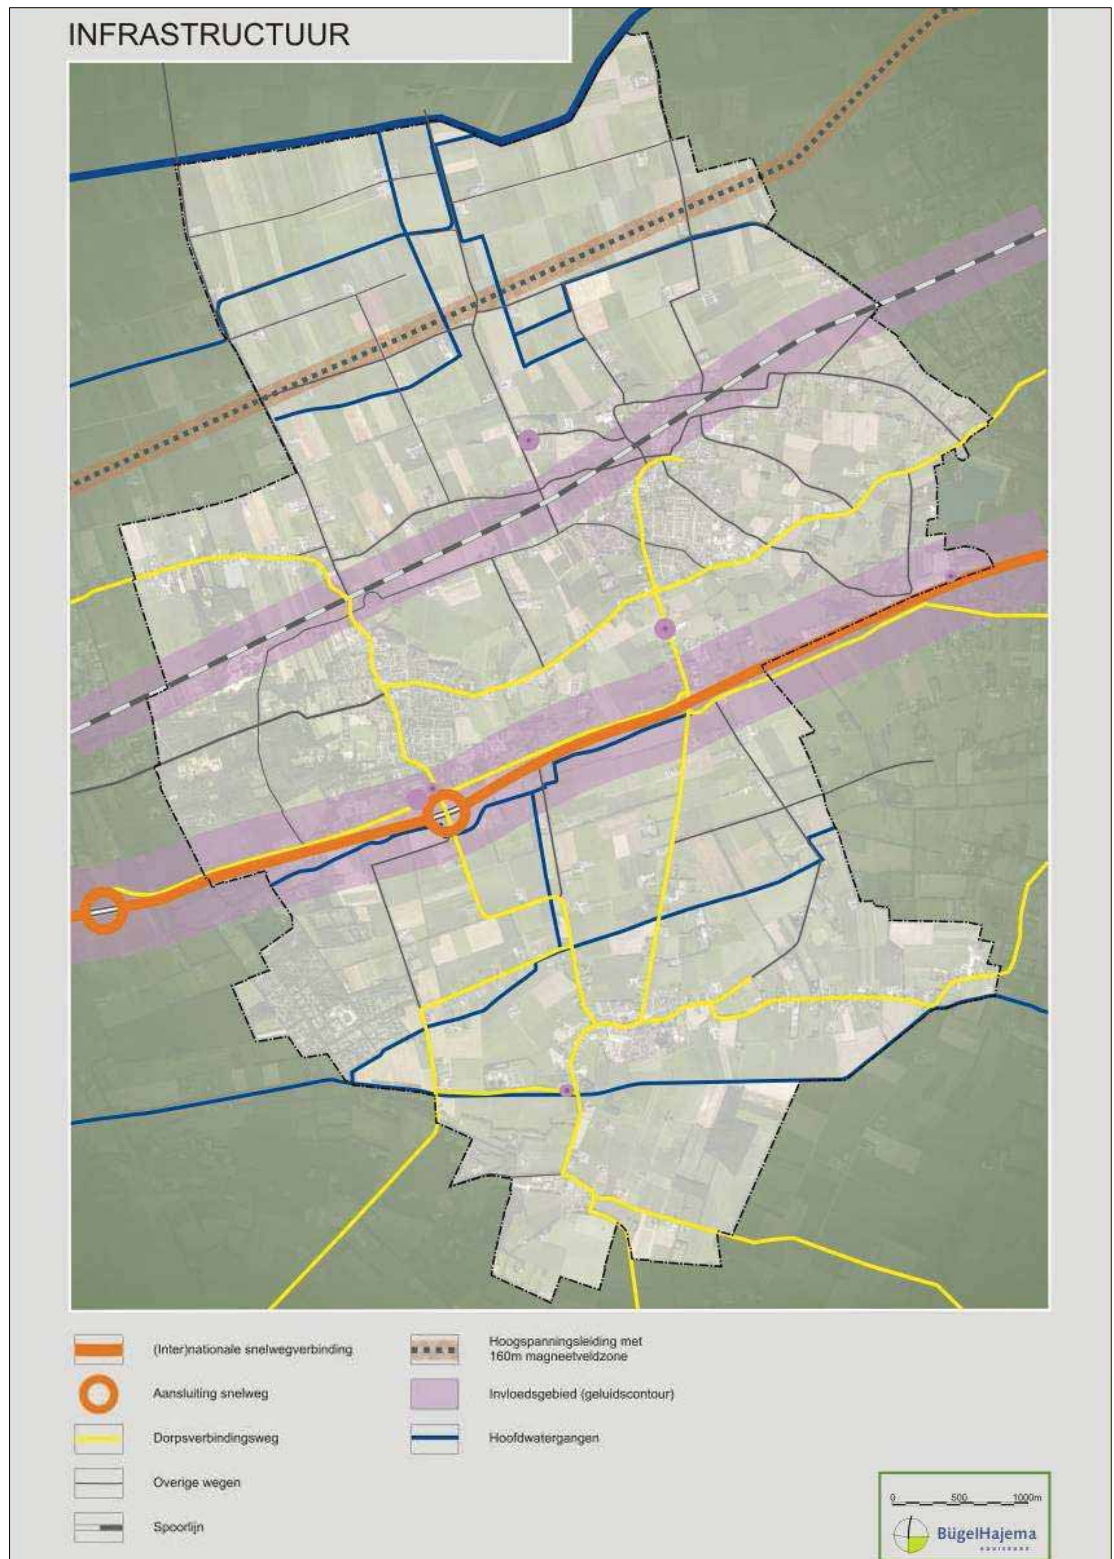 INFRASTRUCTUUR
(Inter)nationale snelwegverbinding
Aansluiting snelweg
Dorpsverbindingsweg
Overige wegen
Spoorlijn
Hoogspanningsleiding met
160m magneetveldzone
Invloedsgebied (geluidscontour)
Hoofdwatergangen
0 500 1000m
BügelHajema
ADVISEURS